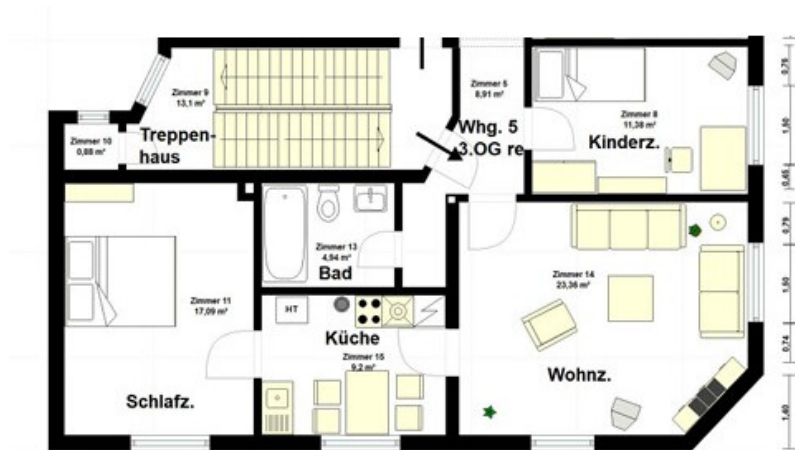 Zimmer 9
13,1 m²
Zimmer 5
8,91 m²
Zimmer 8
11,38 m²
Kinderz.
Zimmer 10
0,88 m²
Treppen-
haus
Whg. 5
3.OG re
Zimmer 13
4,94 m²
Bad
Zimmer 11
17,09 m²
Schlafz.
HT
Küche
Zimmer 15
9,2 m²
Zimmer 14
23,36 m²
Wohnz.
0,75
1,90
0,45
0,79
1,50
0,74
1,40